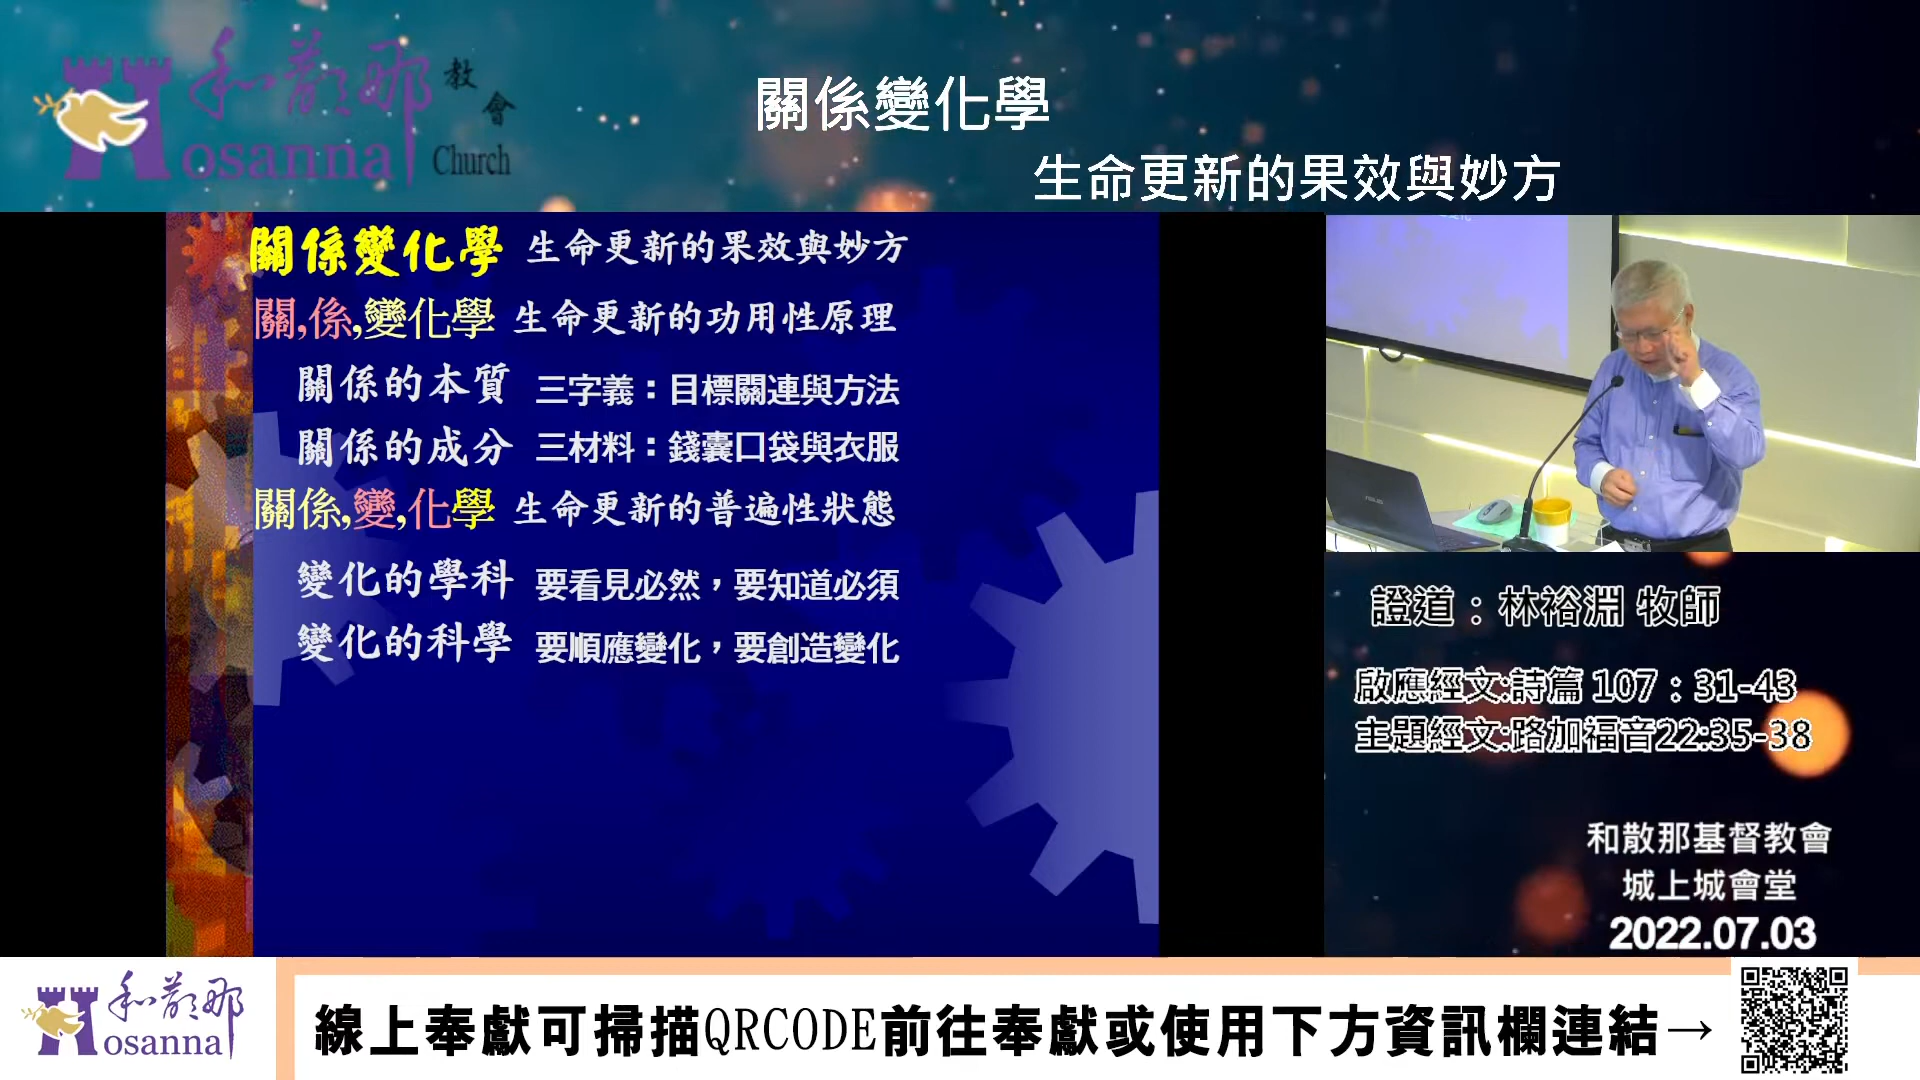 和散那 教會
Hosanna Church
關係變化學
生命更新的果效與妙方
關係變化學 生命更新的果效與妙方
關,係,變化學 生命更新的功用性原理
關係的本質 三字義：目標關連與方法
關係的成分 三材料：錢囊口袋與衣服
關係,變,化學 生命更新的普遍性狀態
變化的學科 要看見必然，要知道必須
變化的科學 要順應變化，要創造變化
ASUS
證道：林裕淵 牧師
啟應經文:詩篇 107：31-43
主題經文:路加福音22:35-38
和散那基督教會
城上城會堂
2022.07.03
和散那
Hosanna
線上奉獻可掃描QRCODE前往奉獻或使用下方資訊欄連結→